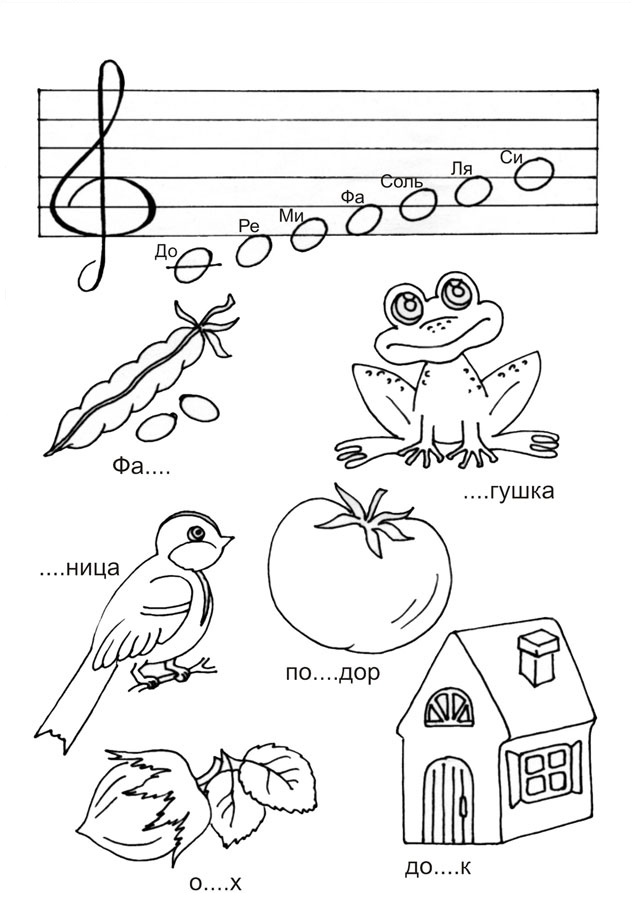 До Ре Ми Фа Соль Ля Си
Фа....
....гушка
....ница
по....дор
до....к
о....х